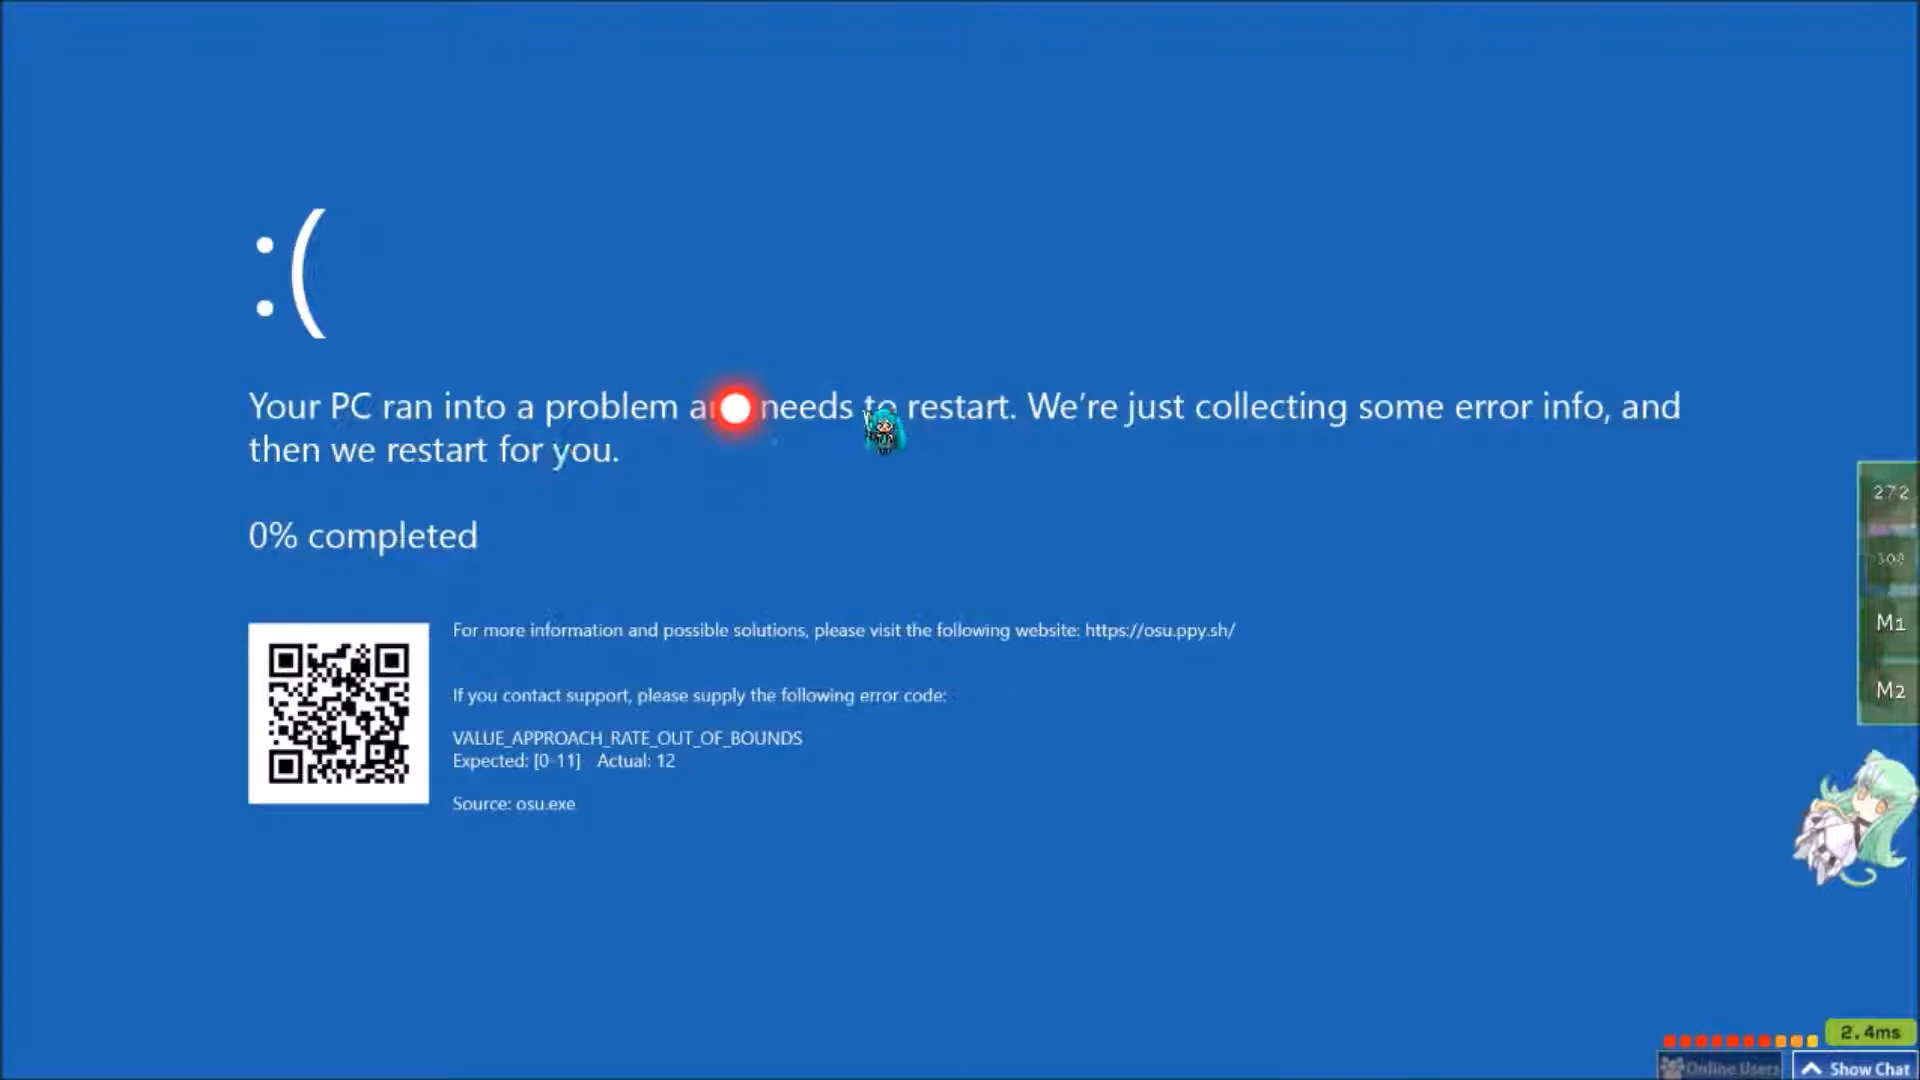 :(
Your PC ran into a problem a needs to restart. We're just collecting some error info, and
then we restart for you.
0% completed
For more information and possible solutions, please visit the following website: https://osu.ppy.sh/
If you contact support, please supply the following error code:
VALUE_APPROACH_RATE_OUT_OF_BOUNDS
Expected: [0-11] Actual: 12
Source: osu.exe
272
M1
M2
2.4ms
Online Users
Show Chat